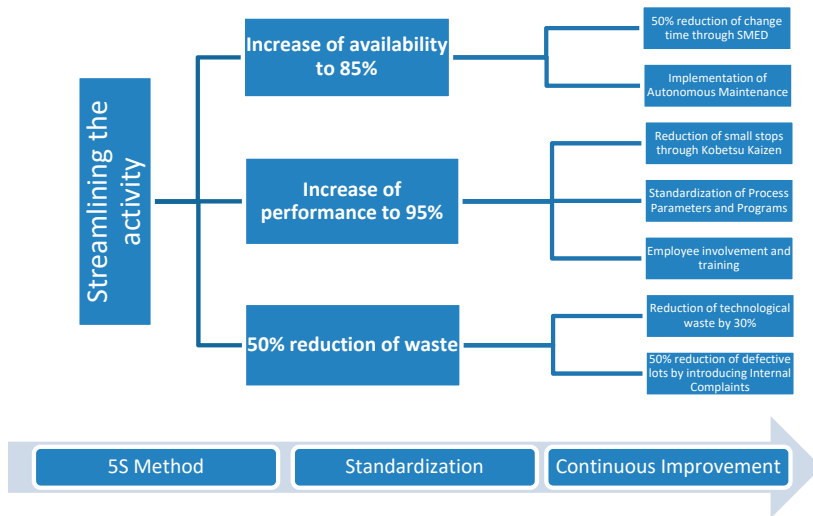 Streamlining the
activity
Increase of availability
to 85%
50% reduction of change
time through SMED
Implementation of
Autonomous Maintenance
Increase of
performance to 95%
Reduction of small stops
through Kobetsu Kaizen
Standardization of Process
Parameters and Programs
Employee involvement and
training
50% reduction of waste
Reduction of technological
waste by 30%
50% reduction of defective
lots by introducing Internal
Complaints
5S Method
Standardization
Continuous Improvement